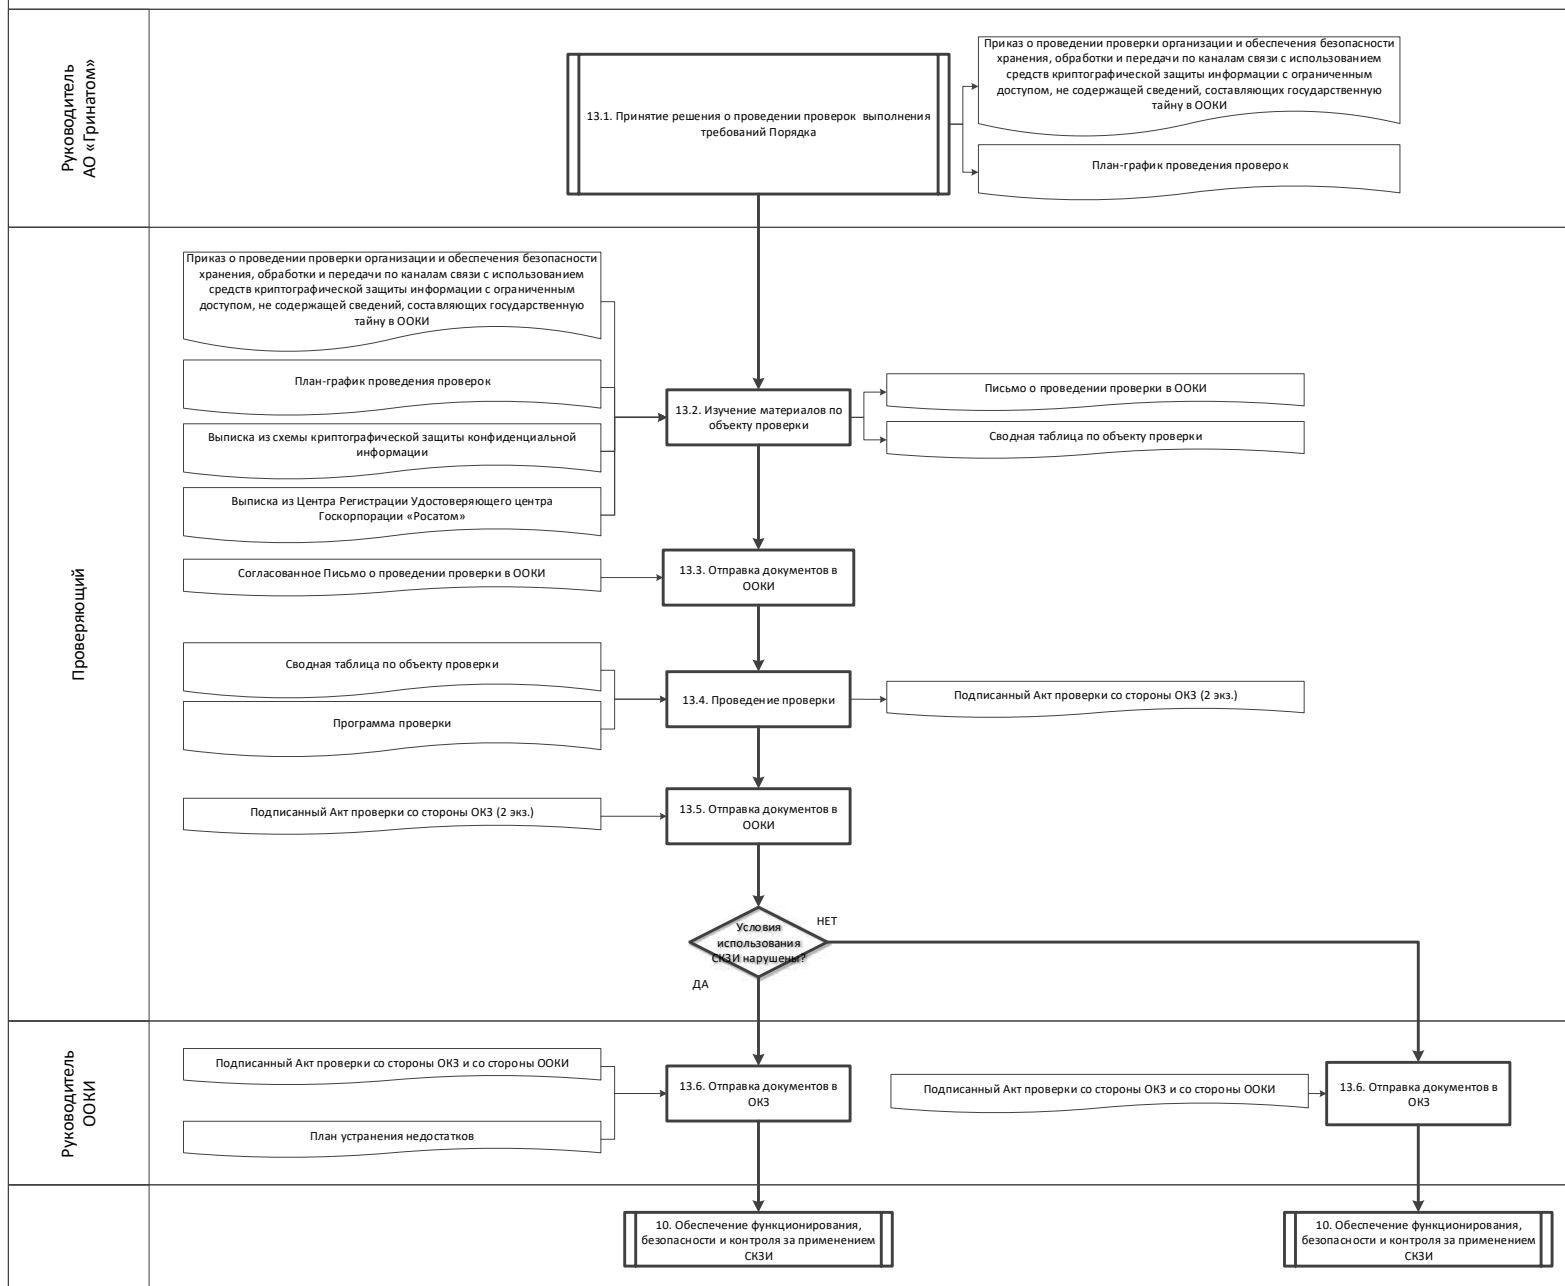 Руководитель
АО «Гринатом»
13.1. Принятие решения о проведении проверок выполнения
требований Порядка
Приказ о проведении проверки организации и обеспечения безопасности
хранения, обработки и передачи по каналам связи с использованием
средств криптографической защиты информации с ограниченным
доступом, не содержащей сведений, составляющих государственную
тайну в ООКИ
План-график проведения проверок
Проверяющий
Приказ о проведении проверки организации и обеспечения безопасности
хранения, обработки и передачи по каналам связи с использованием
средств криптографической защиты информации с ограниченным
доступом, не содержащей сведений, составляющих государственную
тайну в ООКИ
План-график проведения проверок
Выписка из схемы криптографической защиты конфиденциальной
информации
Выписка из Центра Регистрации Удостоверяющего центра
Госкорпорации «Росатом»
13.2. Изучение материалов по
объекту проверки
Письмо о проведении проверки в ООКИ
Сводная таблица по объекту проверки
Согласованное Письмо о проведении проверки в ООКИ
13.3. Отправка документов в
ООКИ
Сводная таблица по объекту проверки
Программа проверки
13.4. Проведение проверки
Подписанный Акт проверки со стороны ОКЗ (2 экз.)
Подписанный Акт проверки со стороны ОКЗ (2 экз.)
13.5. Отправка документов в
ООКИ
Условия
использования
СКЗИ нарушены?
НЕТ
ДА
Руководитель
ООКИ
Подписанный Акт проверки со стороны ОКЗ и со стороны ООКИ
План устранения недостатков
13.6. Отправка документов в
ОКЗ
Подписанный Акт проверки со стороны ОКЗ и со стороны ООКИ
13.6. Отправка документов в
ОКЗ
10. Обеспечение функционирования,
безопасности и контроля за применением
СКЗИ
10. Обеспечение функционирования,
безопасности и контроля за применением
СКЗИ